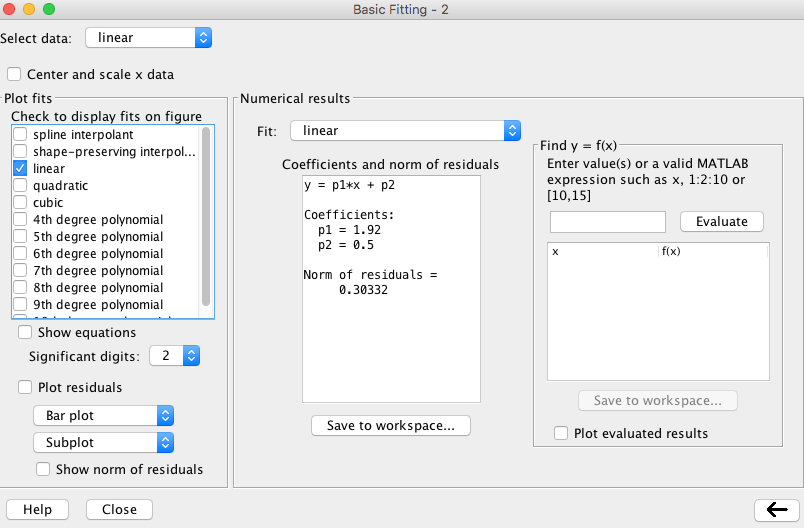 Basic Fitting - 2
Select data: linear
Center and scale x data
Plot fits
Check to display fits on figure
spline interpolant
shape-preserving interpol...
linear
quadratic
cubic
4th degree polynomial
5th degree polynomial
6th degree polynomial
7th degree polynomial
8th degree polynomial
9th degree polynomial
Show equations
Significant digits: 2
Plot residuals
Bar plot
Subplot
Show norm of residuals
Numerical results
Fit: linear
Coefficients and norm of residuals
y = p1*x + p2
Coefficients:
p1 = 1.92
p2 = 0.5
Norm of residuals =
0.30332
Save to workspace...
Find y = f(x)
Enter value(s) or a valid MATLAB
expression such as x, 1:2:10 or
[10,15]
Evaluate
x f(x)
Save to workspace...
Plot evaluated results
Help Close